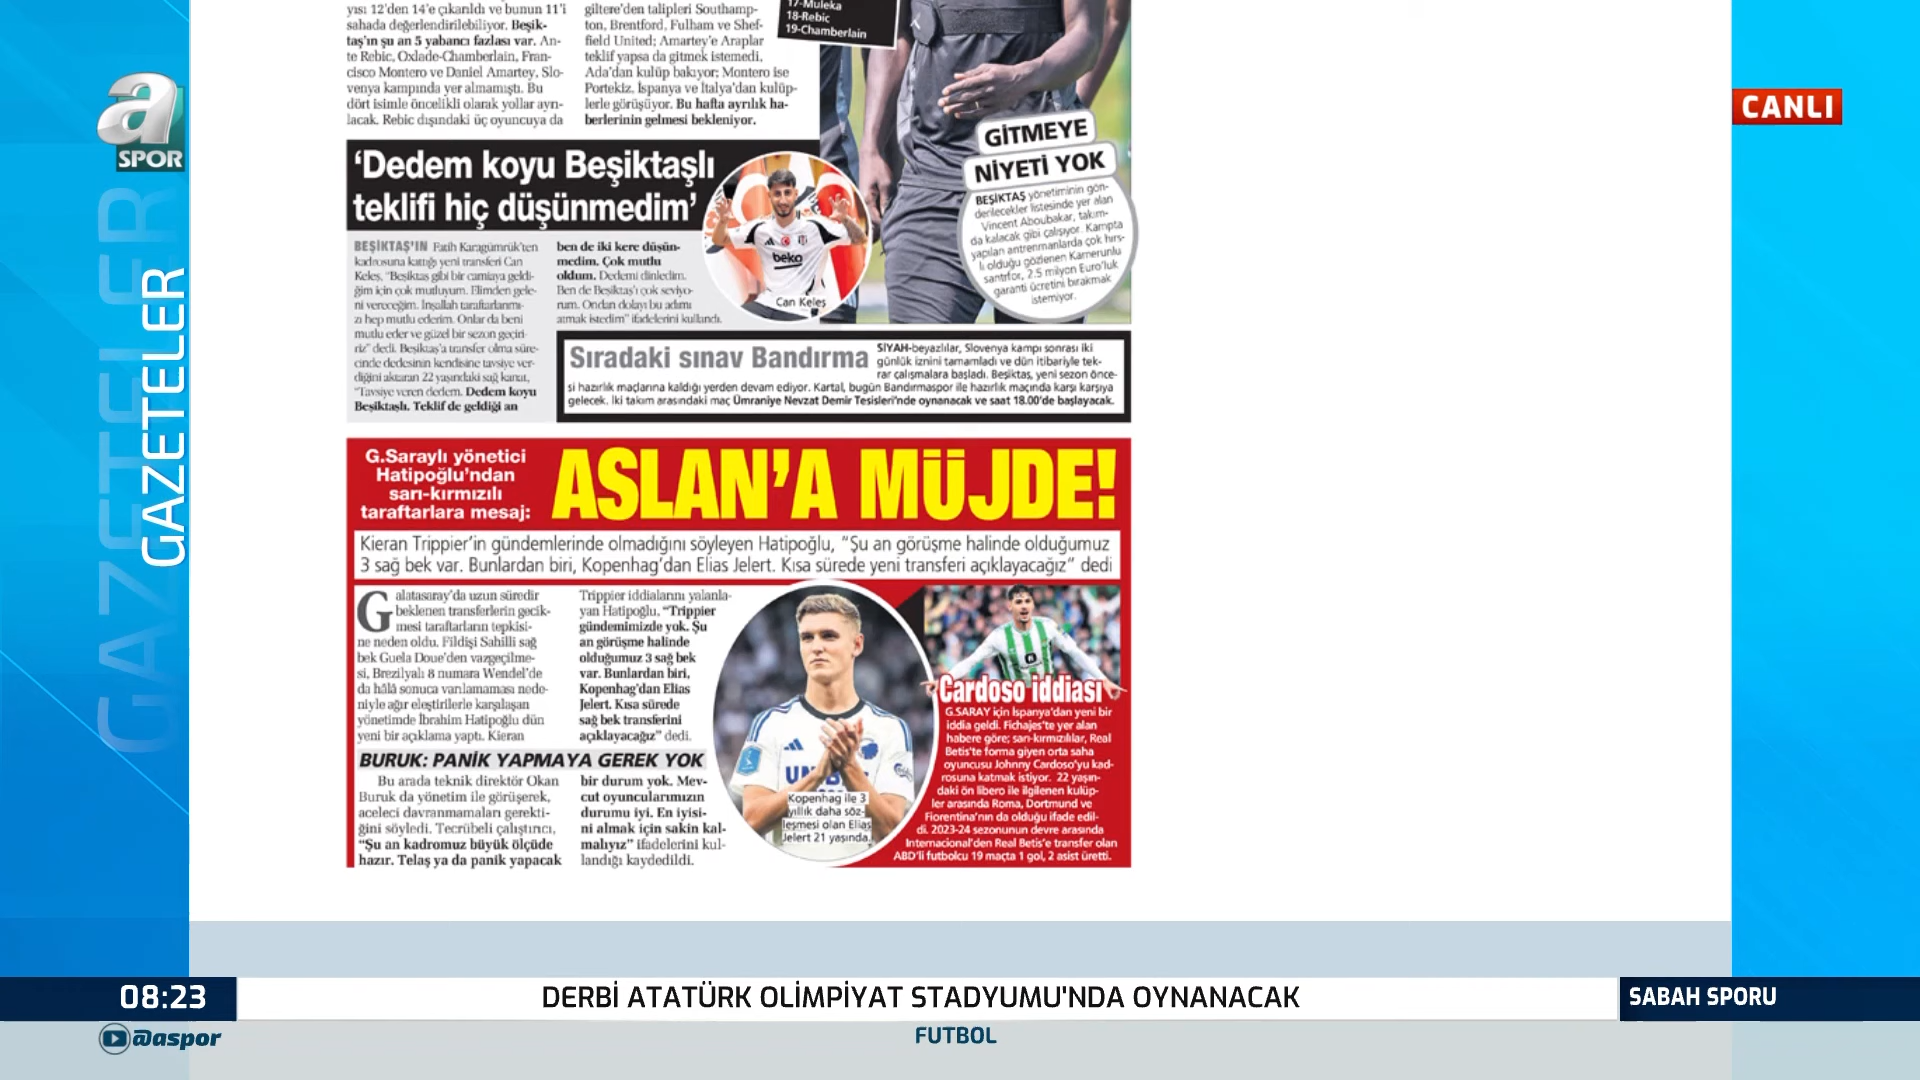 a
SPOR
GAZETELER
GAZETELER
CANLI
yısı 12'den 14'e çıkarıldı ve bunun 11'i
sahada değerlendirilebiliyor. Beşik-
taş'ın şu an 5 yabancı fazlası var. An-
te Rebic, Oxlade-Chamberlain, Fran-
cisco Montero ve Daniel Amartey, Slo-
venya kampında yer almamıştı. Bu
dört isimle öncelikli olarak yollar ayrı-
lacak. Rebic dışındaki üç oyuncuya da
giltere'den talipleri Southamp-
ton, Brentford, Fulham ve Shef-
field United; Amartey'e Araplar
teklif yapsa da gitmek istemedi,
Ada'dan kulüp bakıyor; Montero ise
Portekiz, İspanya ve İtalya'dan kulüp-
lerle görüşüyor. Bu hafta ayrılık ha-
berlerinin gelmesi bekleniyor.
17-Muleka
18-Rebic
19-Chamberlain
GİTMEYE
NİYETİ YOK
BEŞİKTAŞ yönetiminin gön-
derilecekler listesinde yer alan
Vincent Aboubakar, takım-
da kalacak gibi çalışıyor. Kampta
yapılan antrenmanlarda çok hırs-
lı olduğu gözlenen Kamerunlu
santrfor, 2.5 milyon Euro'luk
garanti ücretini bırakmak
istemiyor.
'Dedem koyu Beşiktaşlı
teklifi hiç düşünmedim'
BEŞİKTAŞ'IN Fatih Karagümrük'ten
kadrosuna kattığı yeni transferi Can
Keleş, "Beşiktaş gibi bir camiaya geldi-
ğim için çok mutluyum. Elimden gele-
ni vereceğim. İnşallah taraftarlarımı-
zı hep mutlu ederim. Onlar da beni
mutlu eder ve güzel bir sezon geçiri-
riz" dedi. Beşiktaş'a transfer olma süre-
cinde dedesinin kendisine tavsiye ver-
diğini aktaran 22 yaşındaki sağ kanat,
"Tavsiye veren dedem. Dedem koyu
Beşiktaşlı. Teklif de geldiği an
ben de iki kere düşün-
medim. Çok mutlu
oldum. Dedemi dinledim.
Ben de Beşiktaş'ı çok seviyo-
rum. Ondan dolayı bu adımı
atmak istedim" ifadelerini kullandı.
beko
Can Keleş
Sıradaki sınav Bandırma
SİYAH-beyazlılar, Slovenya kampı sonrası iki
günlük iznini tamamladı ve dün itibariyle tek-
rar çalışmalara başladı. Beşiktaş, yeni sezon önce-
si hazırlık maçlarına kaldığı yerden devam ediyor. Kartal, bugün Bandırmaspor ile hazırlık maçında karşı karşıya
gelecek. İki takım arasındaki maç Ümraniye Nevzat Demir Tesisleri'nde oynanacak ve saat 18.00'de başlayacak.
G.Saraylı yönetici
Hatipoğlu'ndan
sarı-kırmızılı
taraftarlara mesaj:
ASLAN'A MÜJDE!
Kieran Trippier'in gündemlerinde olmadığını söyleyen Hatipoğlu, "Şu an görüşme halinde olduğumuz
3 sağ bek var. Bunlardan biri, Kopenhag'dan Elias Jelert. Kısa sürede yeni transferi açıklayacağız" dedi
Galatasaray'da uzun süredir
beklenen transferlerin gecik-
mesi taraftarların tepkisi-
ne neden oldu. Fildişi Sahilli sağ
bek Guela Doue'den vazgeçilme-
si, Brezilyalı 8 numara Wendel'de
da hâlâ sonuca varılamaması nede-
niyle ağır eleştirilerle karşılaşan
yönetimde İbrahim Hatipoğlu dün
yeni bir açıklama yaptı. Kieran
Trippier iddialarını yalanla-
yan Hatipoğlu, "Trippier
gündemimizde yok. Şu
an görüşme halinde
olduğumuz 3 sağ bek
var. Bunlardan biri,
Kopenhag'dan Elias
Jelert. Kısa sürede
sağ bek transferini
açıklayacağız" dedi.
BURUK: PANİK YAPMAYA GEREK YOK
Bu arada teknik direktör Okan
Buruk da yönetim ile görüşerek,
aceleci davranmamaları gerekti-
ğini söyledi. Tecrübeli çalıştırıcı,
"Şu an kadromuz büyük ölçüde
hazır. Telaş ya da panik yapacak
bir durum yok. Mev-
cut oyuncularımızın
durumu iyi. En iyisi-
ni almak için sakin kal-
malıyız" ifadelerini kul-
landığı kaydedildi.
Kopenhag ile 3
yıllık daha söz-
leşmesi olan Elias
Jelert 21 yaşında.
Cardoso iddiası
G.SARAY için İspanya'dan yeni bir
iddia geldi. Fichajes'te yer alan
habere göre; sarı-kırmızılılar, Real
Betis'te forma giyen orta saha
oyuncusu Johnny Cardoso'yu kad-
rosuna katmak istiyor. 22 yaşın-
daki ön libero ile ilgilenen kulüp-
ler arasında Roma, Dortmund ve
Fiorentina'nın da olduğu ifade edil-
di. 2023-24 sezonunun devre arasında
Internacional'den Real Betis'e transfer olan
ABD'li futbolcu 19 maçta 1 gol, 2 asist üretti.
08:23
DERBİ ATATÜRK OLİMPİYAT STADYUMU'NDA OYNANACAK
SABAH SPORU
@aspor
FUTBOL